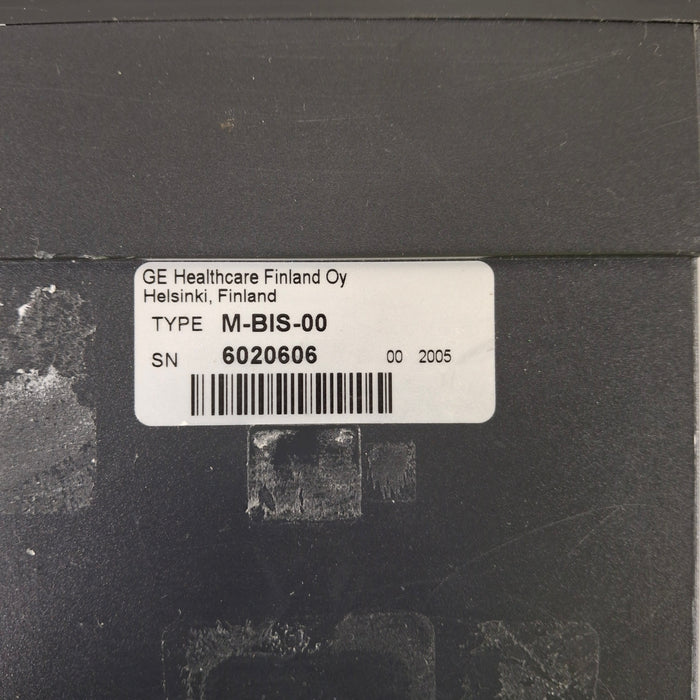 GE Healthcare Finland Oy
Helsinki, Finland
TYPE M-BIS-00
SN 6020606 00 2005